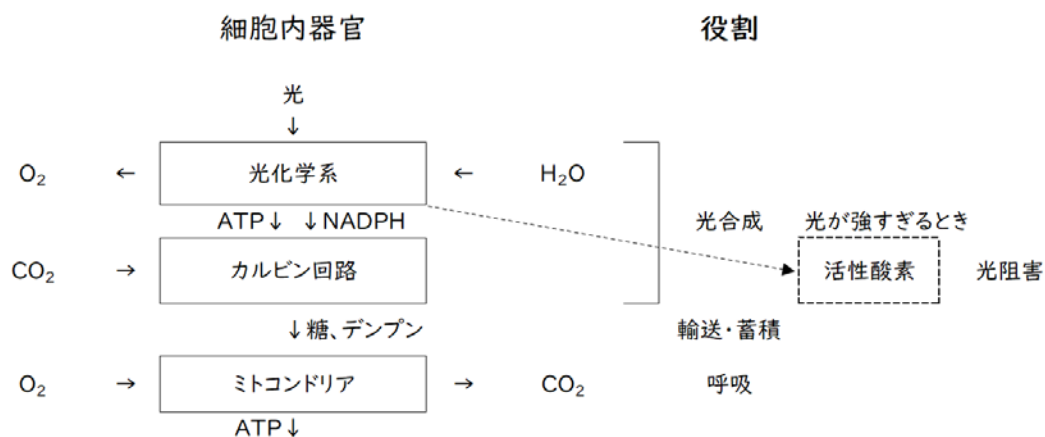 細胞内器官 役割
光
↓
O₂ ← 光化学系 ← H₂O
ATP↓ ↓NADPH 光合成 光が強すぎるとき
CO₂ → カルビン回路 活性酸素 光阻害
↓糖、デンプン 輸送・蓄積
O₂ → ミトコンドリア → CO₂ 呼吸
ATP↓